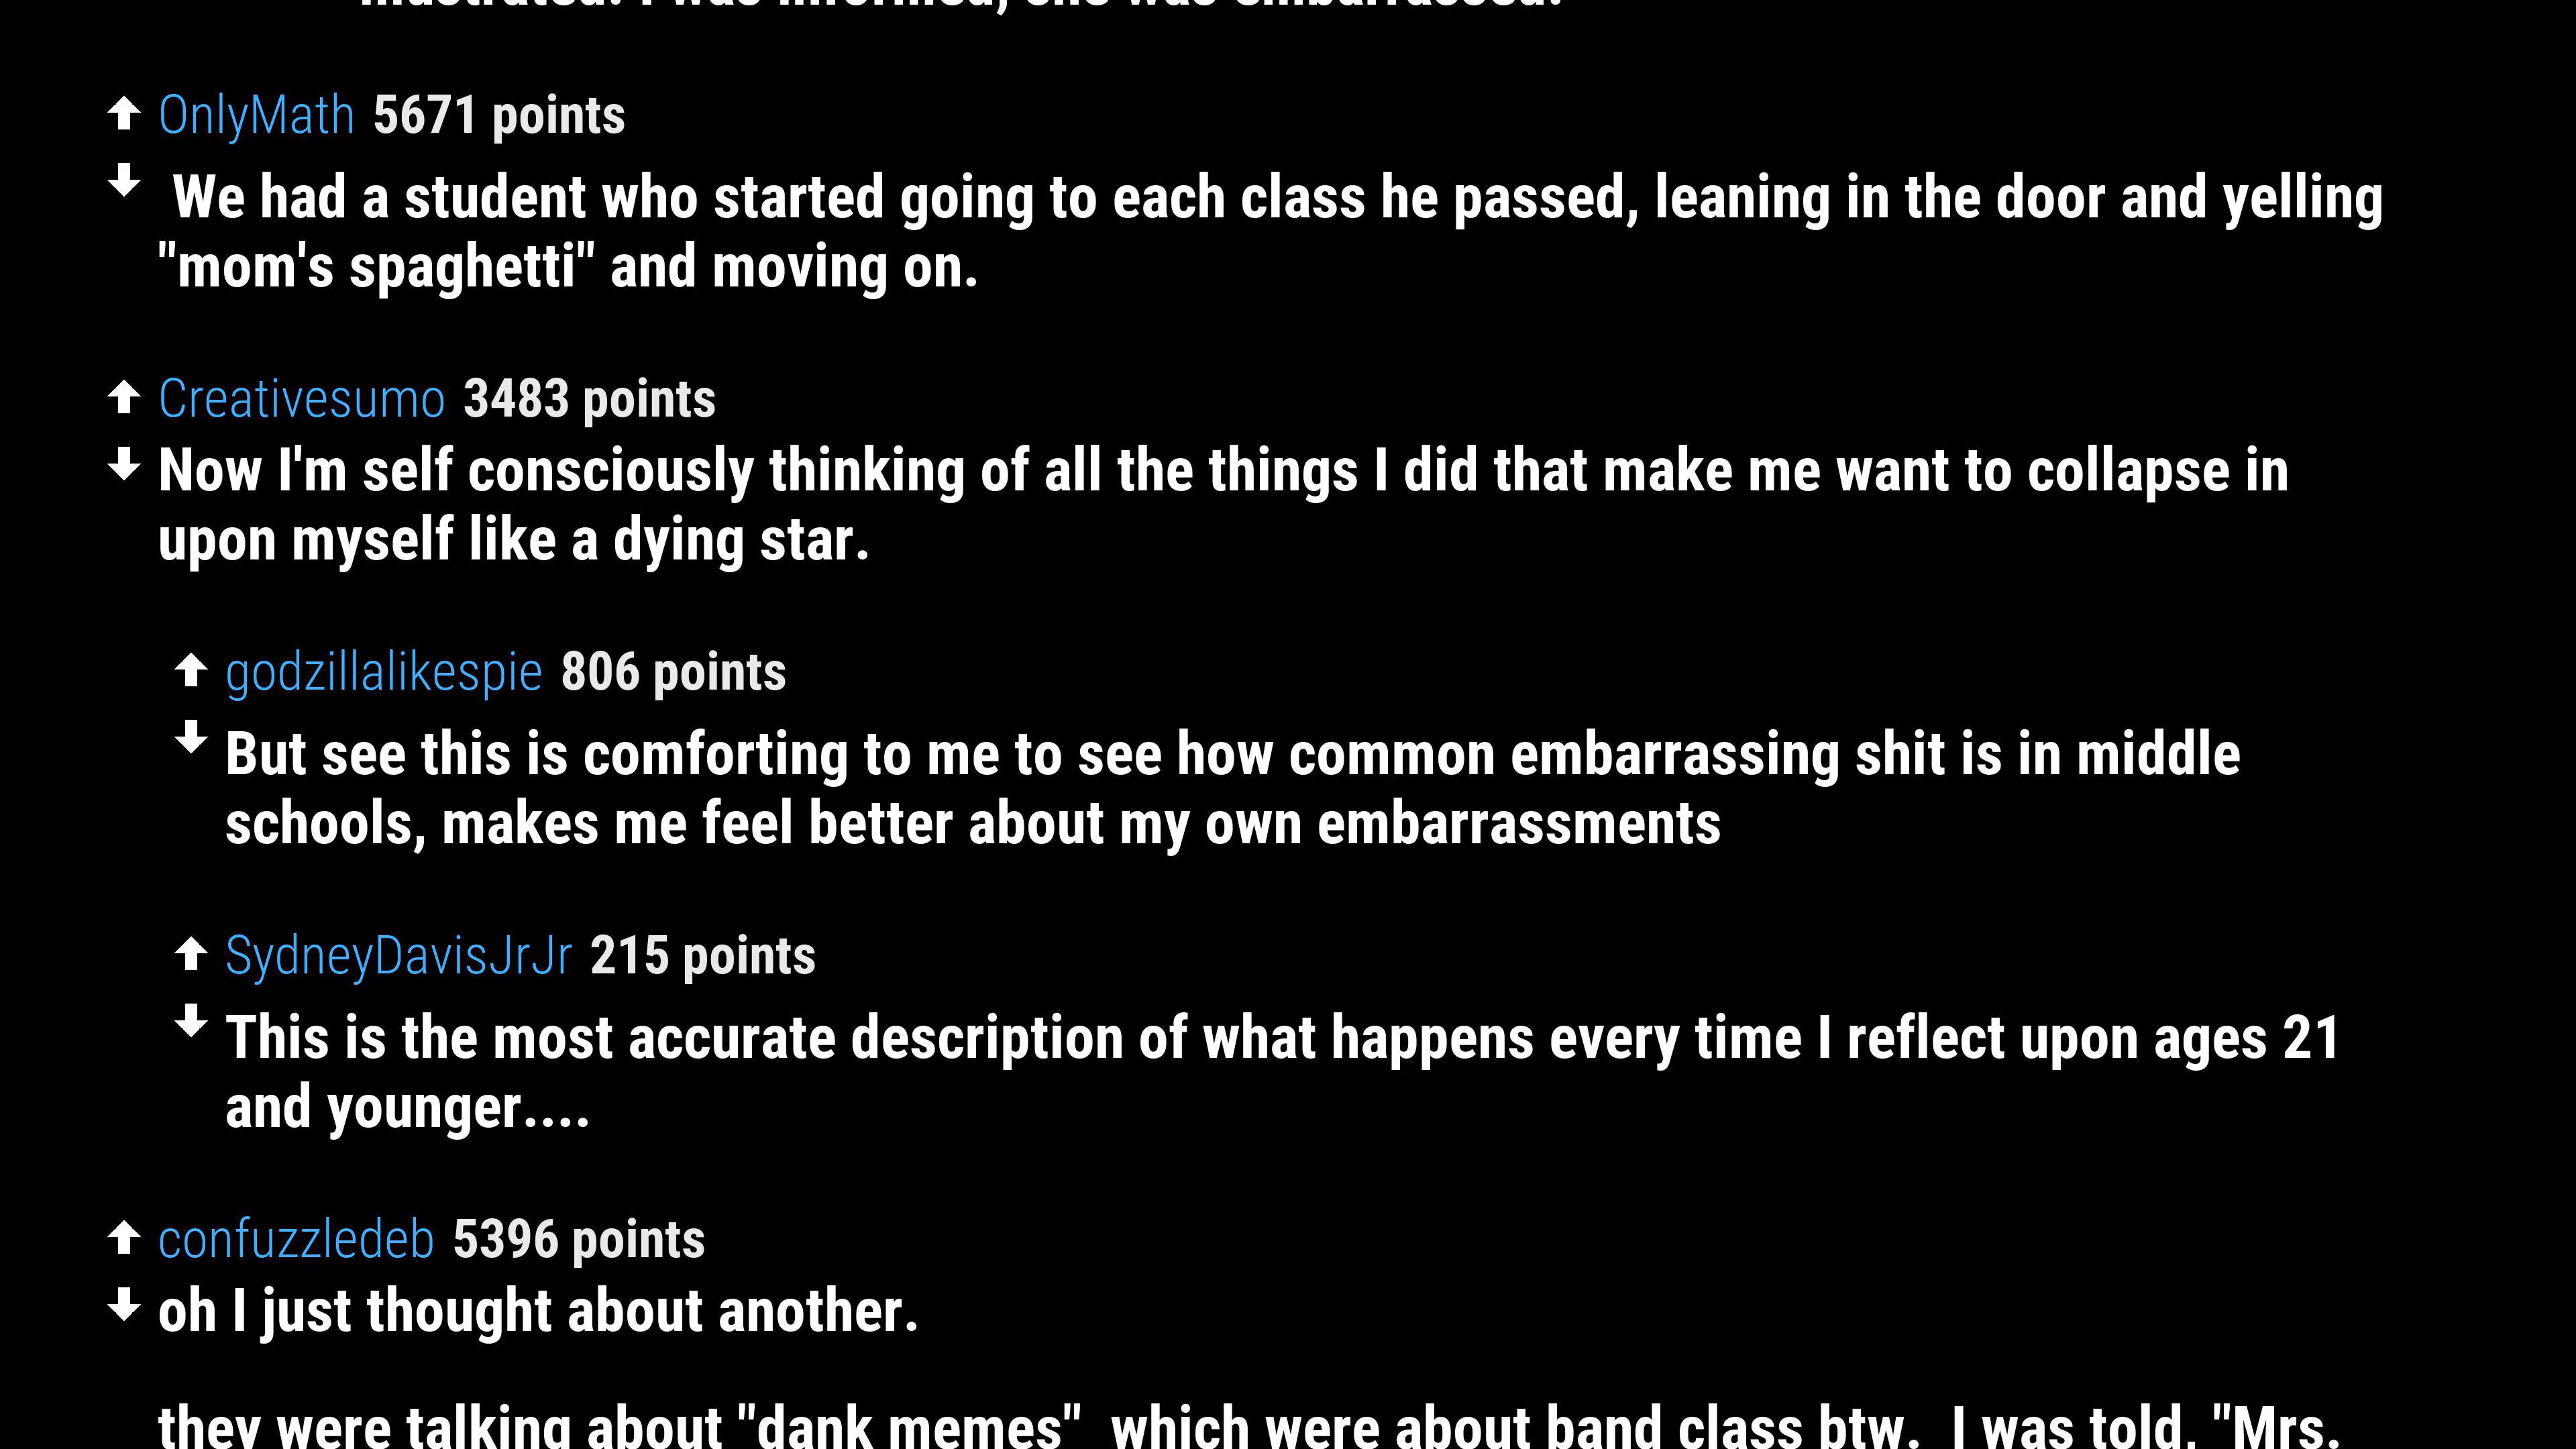 illustrated. I was informed, she was embarrassed.
OnlyMath 5671 points
We had a student who started going to each class he passed, leaning in the door and yelling
"mom's spaghetti" and moving on.
Creativesumo 3483 points
Now I'm self consciously thinking of all the things I did that make me want to collapse in
upon myself like a dying star.
godzillalikespie 806 points
But see this is comforting to me to see how common embarrassing shit is in middle
schools, makes me feel better about my own embarrassments
SydneyDavisJrJr 215 points
This is the most accurate description of what happens every time I reflect upon ages 21
and younger....
confuzzledeb 5396 points
oh I just thought about another.
they were talking about "dank memes"  which were about band class btw.  I was told, "Mrs.